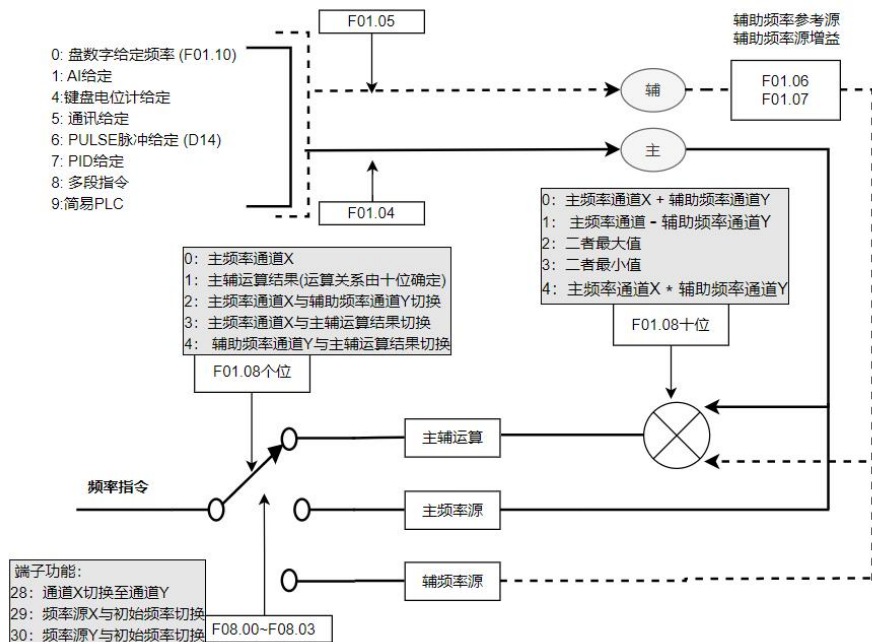 F01.05
辅助频率参考源
辅助频率源增益
0: 盘数字给定频率 (F01.10)
1: AI给定
4:键盘电位计给定
5: 通讯给定
6: PULSE脉冲给定 (D14)
7: PID给定
8: 多段指令
9:简易PLC
辅
F01.06
F01.07
主
F01.04
0: 主频率通道X + 辅助频率通道Y
1: 主频率通道 - 辅助频率通道Y
2: 二者最大值
3: 二者最小值
4: 主频率通道X * 辅助频率通道Y
0: 主频率通道X
1: 主辅运算结果(运算关系由十位确定)
2: 主频率通道X与辅助频率通道Y切换
3: 主频率通道X与主辅运算结果切换
4: 辅助频率通道Y与主辅运算结果切换
F01.08十位
F01.08个位
主辅运算
频率指令
主频率源
辅频率源
端子功能:
28: 通道X切换至通道Y
29: 频率源X与初始频率切换
30: 频率源Y与初始频率切换
F08.00~F08.03